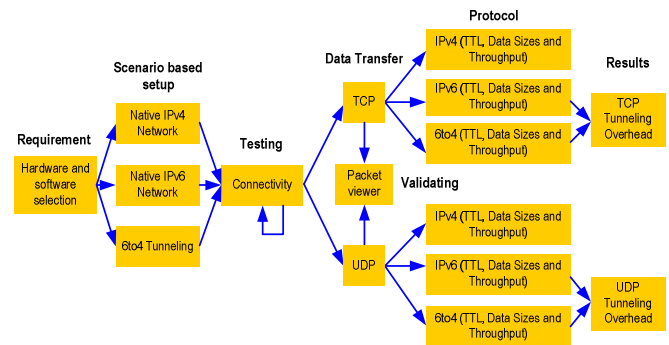 Requirement
Hardware and
software
selection
Scenario based
setup
Native IPv4
Network
Native IPv6
Network
6to4 Tunneling
Testing
Connectivity
Data Transfer
TCP
Packet
viewer
UDP
Validating
Protocol
IPv4 (TTL, Data Sizes and
Throughput)
IPv6 (TTL, Data Sizes and
Throughput)
6to4 (TTL, Data Sizes and
Throughput)
IPv4 (TTL, Data Sizes and
Throughput)
IPv6 (TTL, Data Sizes and
Throughput)
6to4 (TTL, Data Sizes and
Throughput)
Results
TCP
Tunneling
Overhead
UDP
Tunneling
Overhead